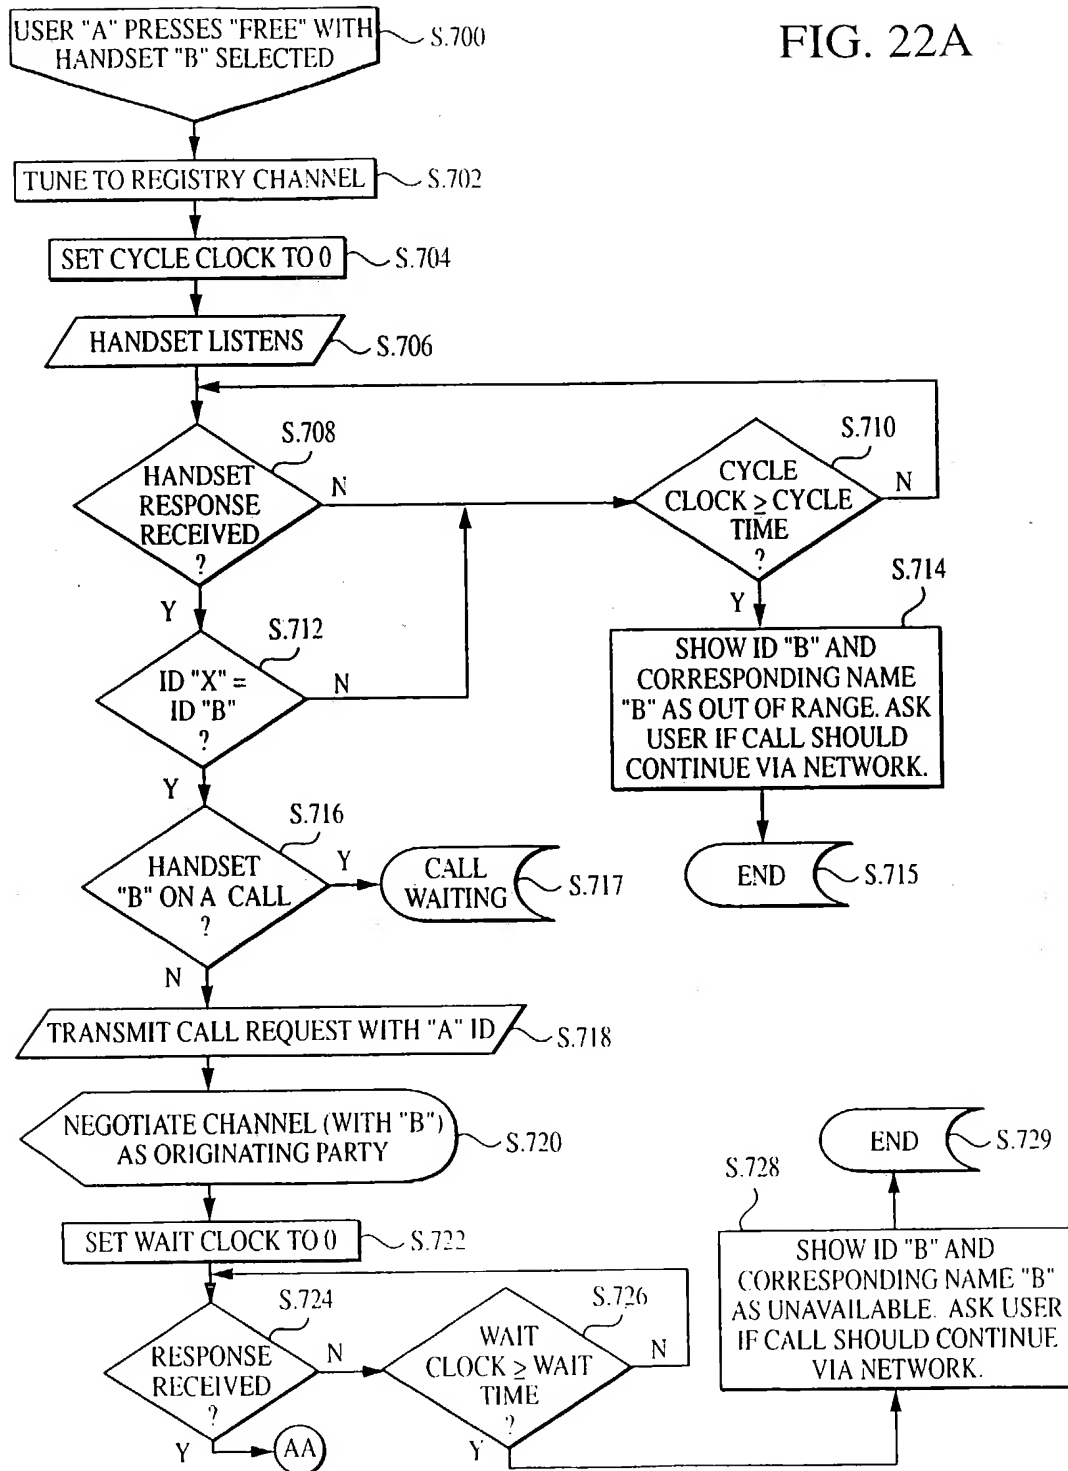 FIG. 22A
USER "A" PRESSES "FREE" WITH
HANDSET "B" SELECTED
S.700
TUNE TO REGISTRY CHANNEL
S.702
SET CYCLE CLOCK TO 0
S.704
HANDSET LISTENS
S.706
S.708
HANDSET
RESPONSE
RECEIVED
?
N
Y
S.710
CYCLE
CLOCK ≥ CYCLE
TIME
?
N
Y
S.712
ID "X" =
ID "B"
?
N
Y
S.714
SHOW ID "B" AND
CORRESPONDING NAME
"B" AS OUT OF RANGE. ASK
USER IF CALL SHOULD
CONTINUE VIA NETWORK.
END
S.715
S.716
HANDSET
"B" ON A CALL
?
Y
N
CALL
WAITING
S.717
TRANSMIT CALL REQUEST WITH "A" ID
S.718
NEGOTIATE CHANNEL (WITH "B")
AS ORIGINATING PARTY
S.720
SET WAIT CLOCK TO 0
S.722
S.724
RESPONSE
RECEIVED
?
N
Y
AA
S.726
WAIT
CLOCK ≥ WAIT
TIME
?
N
Y
S.728
SHOW ID "B" AND
CORRESPONDING NAME "B"
AS UNAVAILABLE. ASK USER
IF CALL SHOULD CONTINUE
VIA NETWORK.
END
S.729